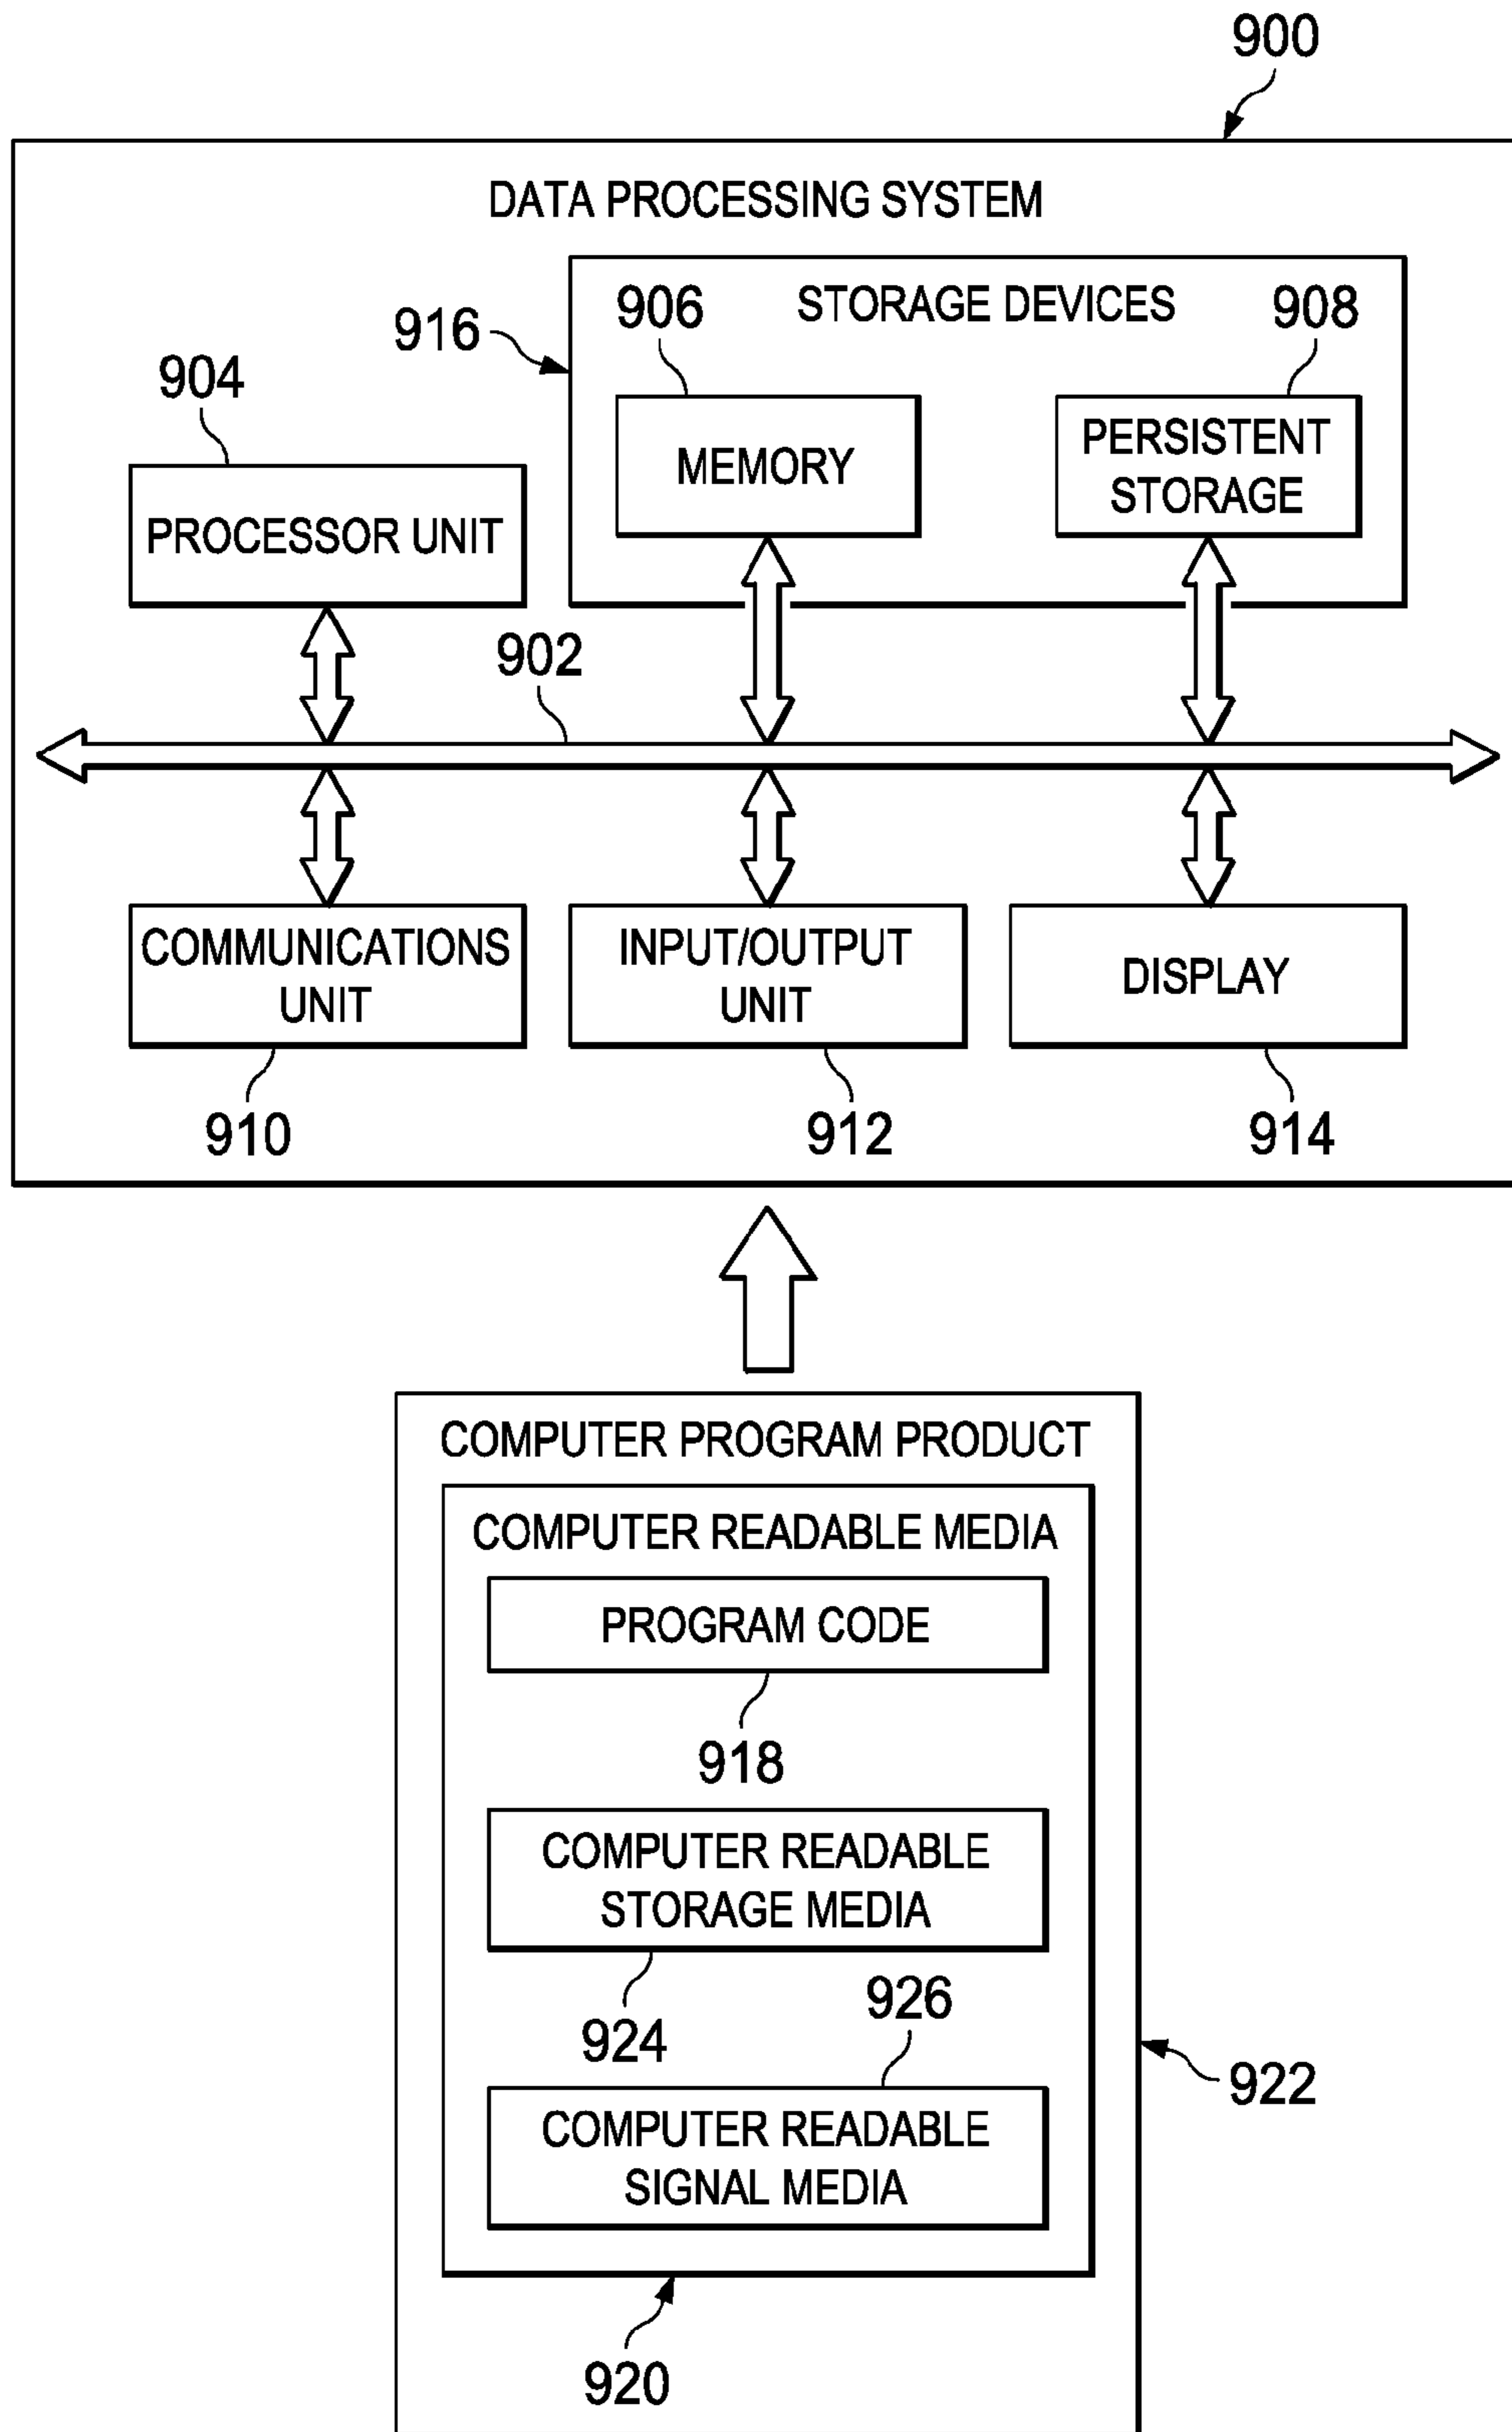 900
DATA PROCESSING SYSTEM
916
906
STORAGE DEVICES
908
904
MEMORY
PERSISTENT
STORAGE
PROCESSOR UNIT
902
COMMUNICATIONS
UNIT
INPUT/OUTPUT
UNIT
DISPLAY
910
912
914
COMPUTER PROGRAM PRODUCT
COMPUTER READABLE MEDIA
PROGRAM CODE
918
COMPUTER READABLE
STORAGE MEDIA
924
926
922
COMPUTER READABLE
SIGNAL MEDIA
920